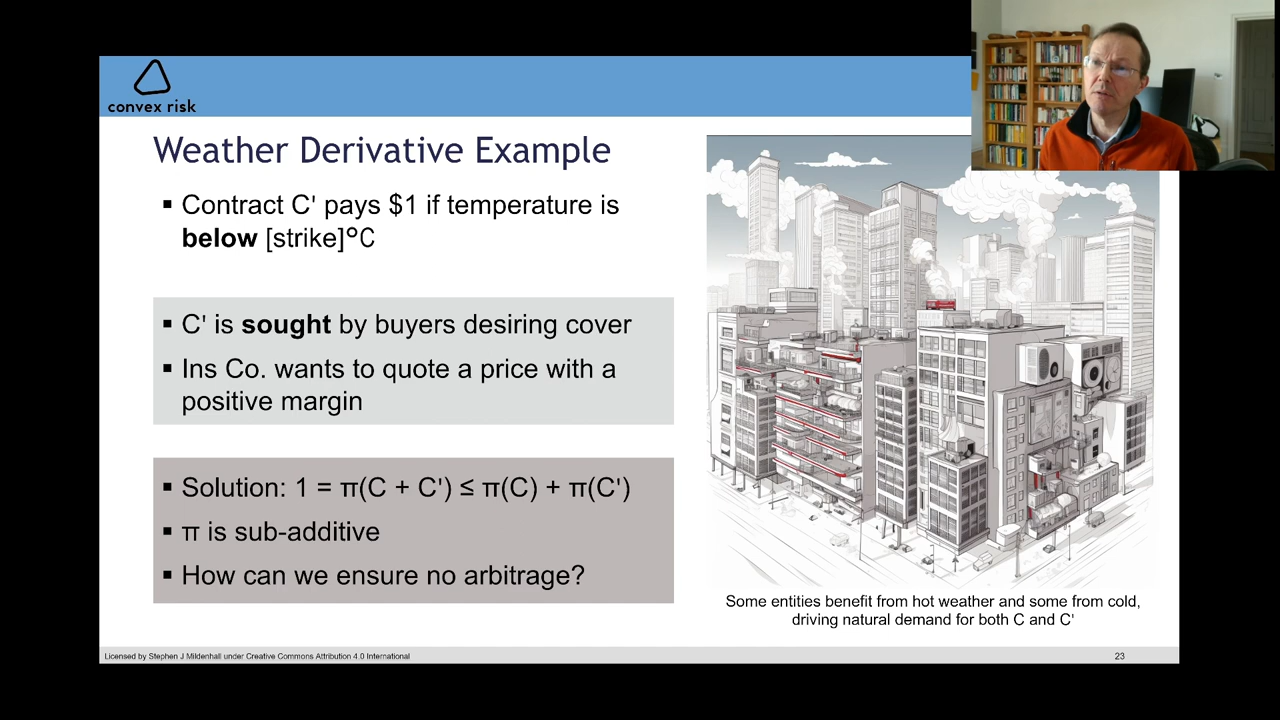 convex risk
Weather Derivative Example
▪ Contract C' pays $1 if temperature is
below [strike]°C
▪ C' is sought by buyers desiring cover
▪ Ins Co. wants to quote a price with a
positive margin
▪ Solution: 1 = π(C + C') ≤ π(C) + π(C')
▪ π is sub-additive
▪ How can we ensure no arbitrage?
Some entities benefit from hot weather and some from cold,
driving natural demand for both C and C'
Licensed by Stephen J Mildenhall under Creative Commons Attribution 4.0 International
23